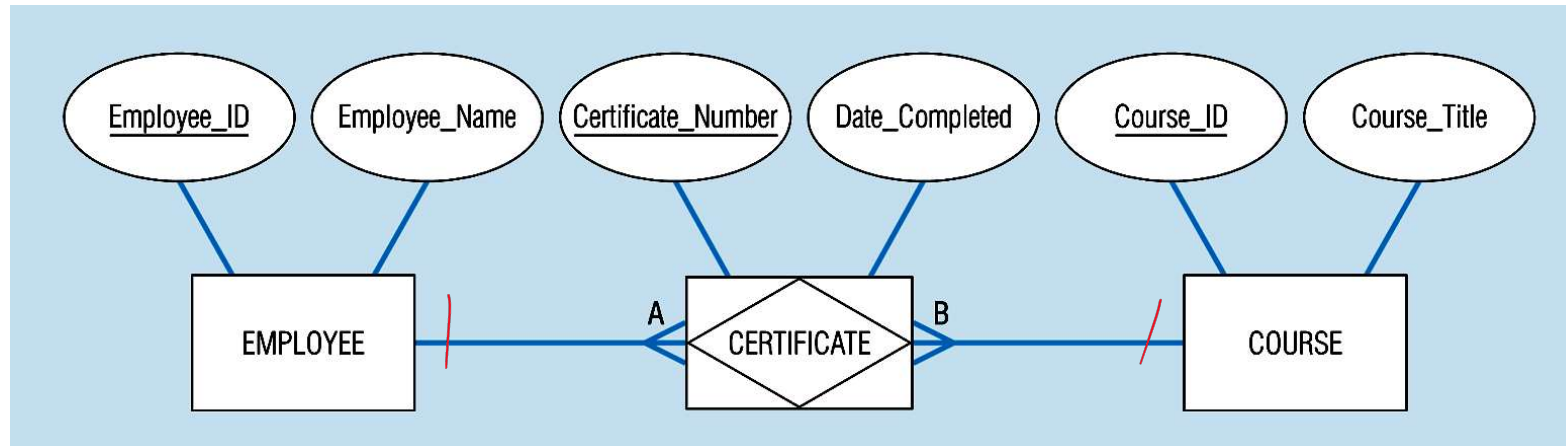 Employee_ID Employee_Name Certificate_Number Date_Completed Course_ID Course_Title
A B
EMPLOYEE CERTIFICATE COURSE